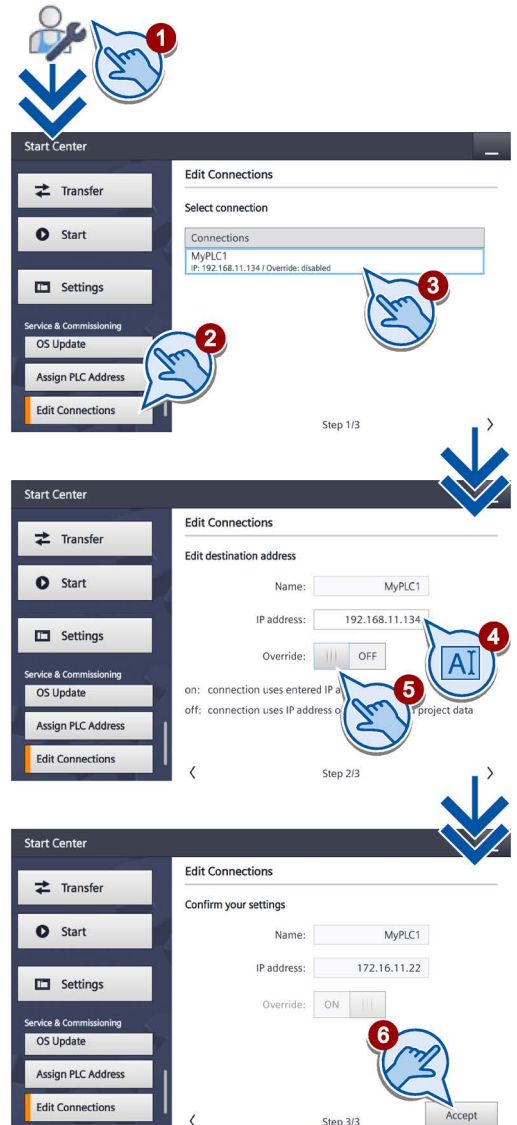 1
Start Center
Transfer
Start
Settings
Service & Commissioning
OS Update
Assign PLC Address
Edit Connections
2
Edit Connections
Select connection
Connections
MyPLC1
IP: 192.168.11.134 / Override: disabled
3
Step 1/3
Start Center
Transfer
Start
Settings
Service & Commissioning
OS Update
Assign PLC Address
Edit Connections
Edit Connections
Edit destination address
Name: MyPLC1
IP address: 192.168.11.134
4
AI
Override: OFF
5
on: connection uses entered IP
off: connection uses IP address project data
Step 2/3
Start Center
Transfer
Start
Settings
Service & Commissioning
OS Update
Assign PLC Address
Edit Connections
Edit Connections
Confirm your settings
Name: MyPLC1
IP address: 172.16.11.22
Override: ON
6
Step 3/3
Accept